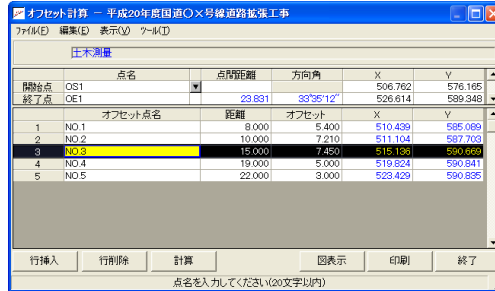 オフセット計算 － 平成20年度国道〇×号線道路拡張工事
ファイル(F) 編集(E) 表示(V) ツール(T)
土木測量
点名 点間距離 方向角 X Y
開始点 OS1 506.762 576.165
終了点 OE1 23.831 33°35'12" 526.614 589.348
オフセット点名 距離 オフセット X Y
1 NO.1 8.000 5.400 510.439 585.089
2 NO.2 10.000 7.210 511.104 587.703
3 NO.3 15.000 7.450 515.136 590.669
4 NO.4 19.000 5.000 519.824 590.841
5 NO.5 22.000 3.000 523.429 590.835
行挿入 行削除 計算 図表示 印刷 終了
点名を入力してください(20文字以内)